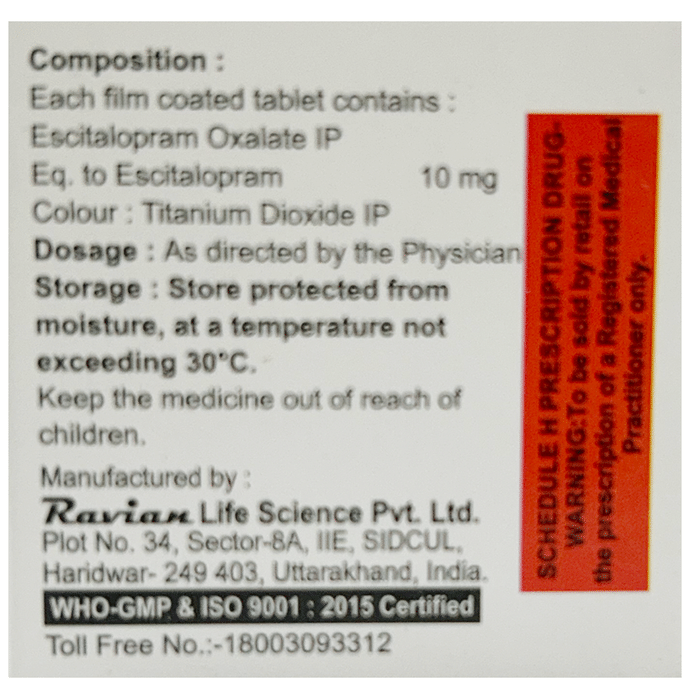 Composition :
Each film coated tablet contains :
Escitalopram Oxalate IP
Eq. to Escitalopram 10 mg
Colour : Titanium Dioxide IP
Dosage : As directed by the Physician
Storage : Store protected from
moisture, at a temperature not
exceeding 30°C.
Keep the medicine out of reach of
children.
Manufactured by :
Ravian Life Science Pvt. Ltd.
Plot No. 34, Sector-8A, IIE, SIDCUL,
Haridwar- 249 403, Uttarakhand, India.
WHO-GMP & ISO 9001 : 2015 Certified
Toll Free No.:-18003093312
SCHEDULE H PRESCRIPTION DRUG-
WARNING:To be sold by retail on
the prescription of a Registered Medical
Practitioner only.